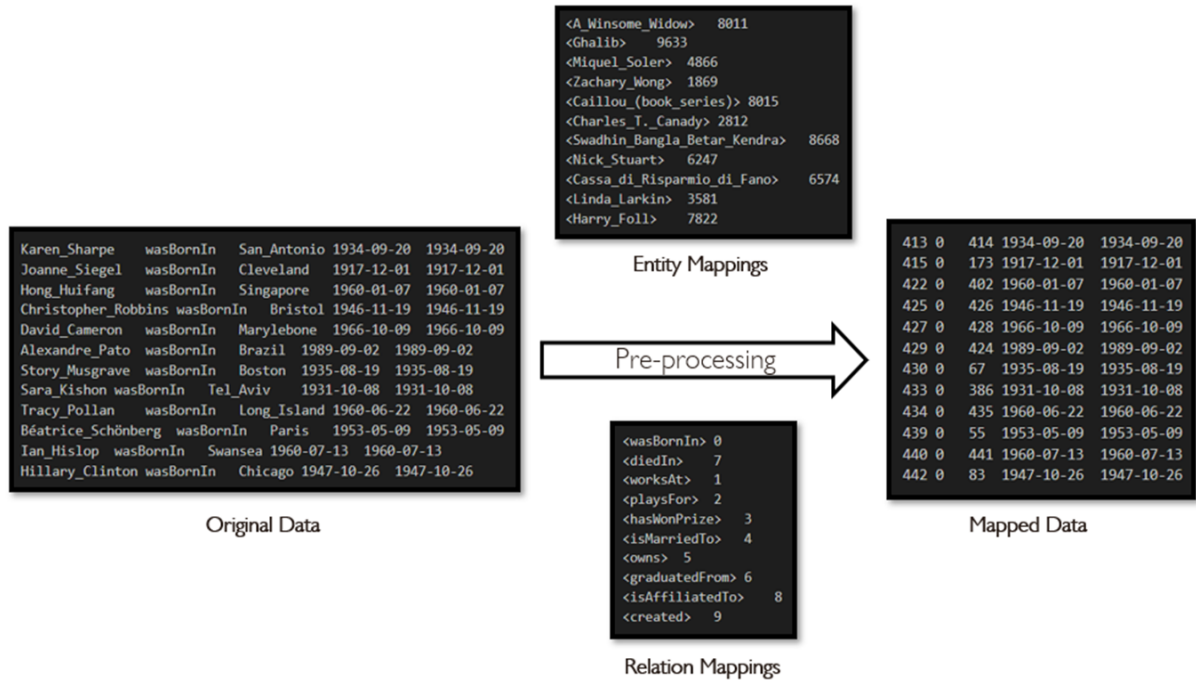 <A_Winsome_Widow> 8011
<Ghalib> 9633
<Miquel_Soler> 4866
<Zachary_Wong> 1869
<Caillou_(book_series)> 8015
<Charles_T._Canady> 2812
<Swadhin_Bangla_Betar_Kendra> 8668
<Nick_Stuart> 6247
<Cassa_di_Risparmio_di_Fano> 6574
<Linda_Larkin> 3581
<Harry_Foll> 7822
Entity Mappings
Karen_Sharpe wasBornIn San_Antonio 1934-09-20 1934-09-20
Joanne_Siegel wasBornIn Cleveland 1917-12-01 1917-12-01
Hong_Huifang wasBornIn Singapore 1960-01-07 1960-01-07
Christopher_Robbins wasBornIn Bristol 1946-11-19 1946-11-19
David_Cameron wasBornIn Marylebone 1966-10-09 1966-10-09
Alexandre_Pato wasBornIn Brazil 1989-09-02 1989-09-02
Story_Musgrave wasBornIn Boston 1935-08-19 1935-08-19
Sara_Kishon wasBornIn Tel_Aviv 1931-10-08 1931-10-08
Tracy_Pollan wasBornIn Long_Island 1960-06-22 1960-06-22
Béatrice_Schönberg wasBornIn Paris 1953-05-09 1953-05-09
Ian_Hislop wasBornIn Swansea 1960-07-13 1960-07-13
Hillary_Clinton wasBornIn Chicago 1947-10-26 1947-10-26
Original Data
Pre-processing
<wasBornIn> 0
<diedIn> 7
<worksAt> 1
<playsFor> 2
<hasWonPrize> 3
<isMarriedTo> 4
<owns> 5
<graduatedFrom> 6
<isAffiliatedTo> 8
<created> 9
Relation Mappings
413 0 414 1934-09-20 1934-09-20
415 0 173 1917-12-01 1917-12-01
422 0 402 1960-01-07 1960-01-07
425 0 426 1946-11-19 1946-11-19
427 0 428 1966-10-09 1966-10-09
429 0 424 1989-09-02 1989-09-02
430 0 67 1935-08-19 1935-08-19
433 0 386 1931-10-08 1931-10-08
434 0 435 1960-06-22 1960-06-22
439 0 55 1953-05-09 1953-05-09
440 0 441 1960-07-13 1960-07-13
442 0 83 1947-10-26 1947-10-26
Mapped Data